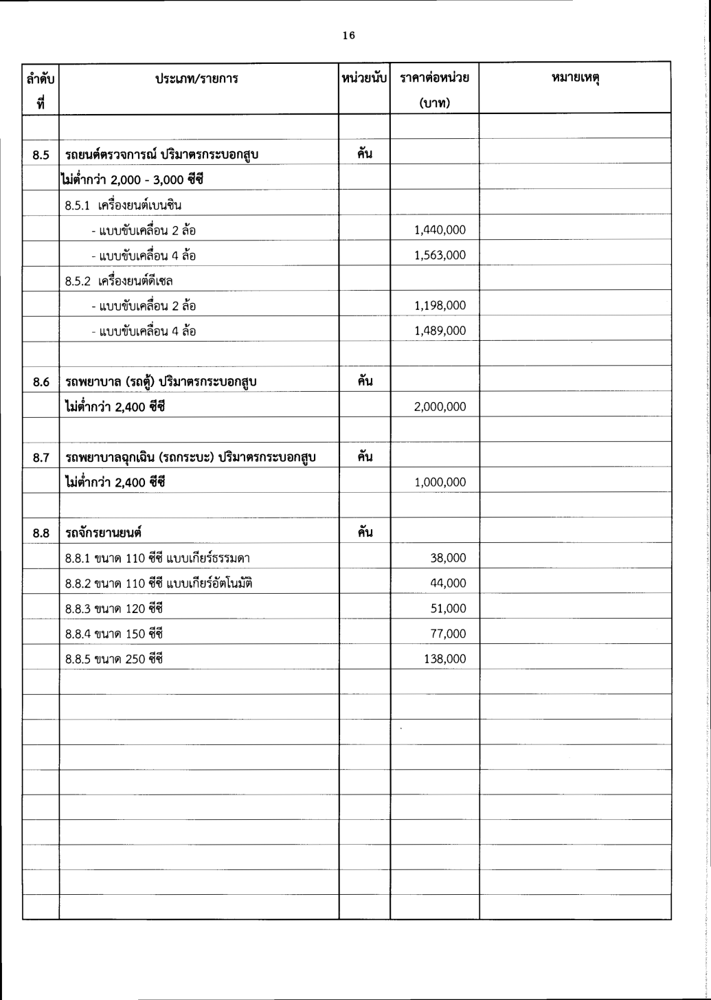 16
ลำดับ ประเภท/รายการ หน่วยนับ ราคาต่อหน่วย หมายเหตุ
ที่ (บาท)
8.5 รถยนต์ตรวจการณ์ ปริมาตรกระบอกสูบ คัน
ไม่ต่ำกว่า 2,000 - 3,000 ซีซี
8.5.1 เครื่องยนต์เบนซิน
- แบบขับเคลื่อน 2 ล้อ 1,440,000
- แบบขับเคลื่อน 4 ล้อ 1,563,000
8.5.2 เครื่องยนต์ดีเซล
- แบบขับเคลื่อน 2 ล้อ 1,198,000
- แบบขับเคลื่อน 4 ล้อ 1,489,000
8.6 รถพยาบาล (รถตู้) ปริมาตรกระบอกสูบ คัน
ไม่ต่ำกว่า 2,400 ซีซี 2,000,000
8.7 รถพยาบาลฉุกเฉิน (รถกระบะ) ปริมาตรกระบอกสูบ คัน
ไม่ต่ำกว่า 2,400 ซีซี 1,000,000
8.8 รถจักรยานยนต์ คัน
8.8.1 ขนาด 110 ซีซี แบบเกียร์ธรรมดา 38,000
8.8.2 ขนาด 110 ซีซี แบบเกียร์อัตโนมัติ 44,000
8.8.3 ขนาด 120 ซีซี 51,000
8.8.4 ขนาด 150 ซีซี 77,000
8.8.5 ขนาด 250 ซีซี 138,000